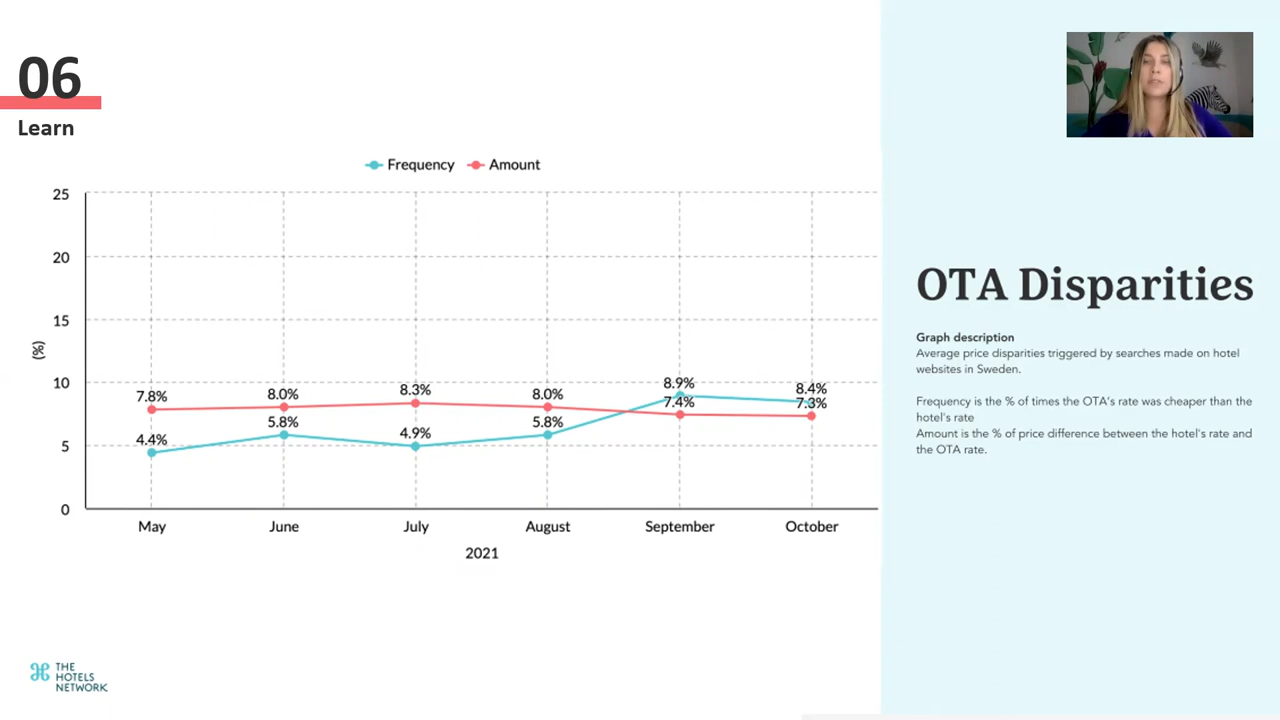 06
Learn
Frequency Amount
25
20
15
10
5
0
(%)
7.8% 8.0% 8.3% 8.0% 8.9% 8.4%
4.4% 5.8% 4.9% 5.8% 7.4% 7.3%
May June July August September October
2021
OTA Disparities
Graph description
Average price disparities triggered by searches made on hotel
websites in Sweden.
Frequency is the % of times the OTA's rate was cheaper than the
hotel's rate
Amount is the % of price difference between the hotel's rate and
the OTA rate.
THE
HOTELS
NETWORK